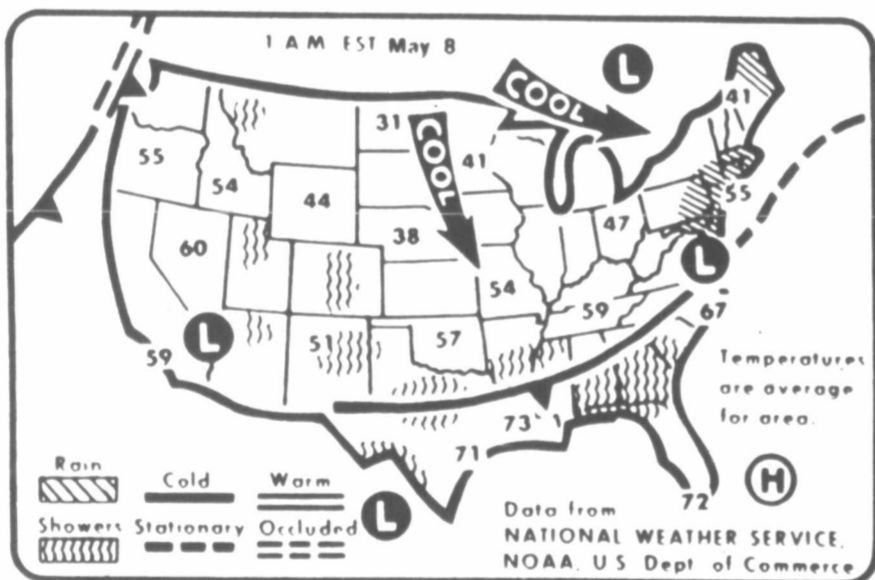 1 AM EST May 8
L
COOL
COOL
41
31
41
55
54
44
55
47
38
60
L
54
59
67
L
51
57
59
Temperatures
are average
for area.
73
71
72
H
L
Rain
Cold
Warm
Showers
Stationary
Occluded
Data from
NATIONAL WEATHER SERVICE,
NOAA, US Dept of Commerce